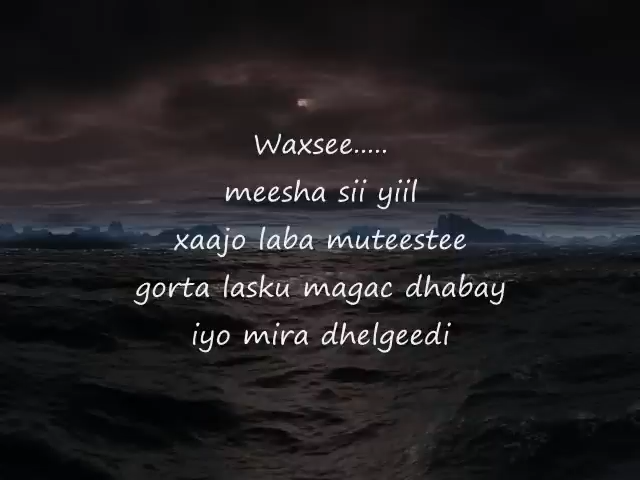 Waxsee.....
meesha sii yiil
xaajo laba muteestee
gorta lasku magac dhabay
iyo mira dhelgeedi